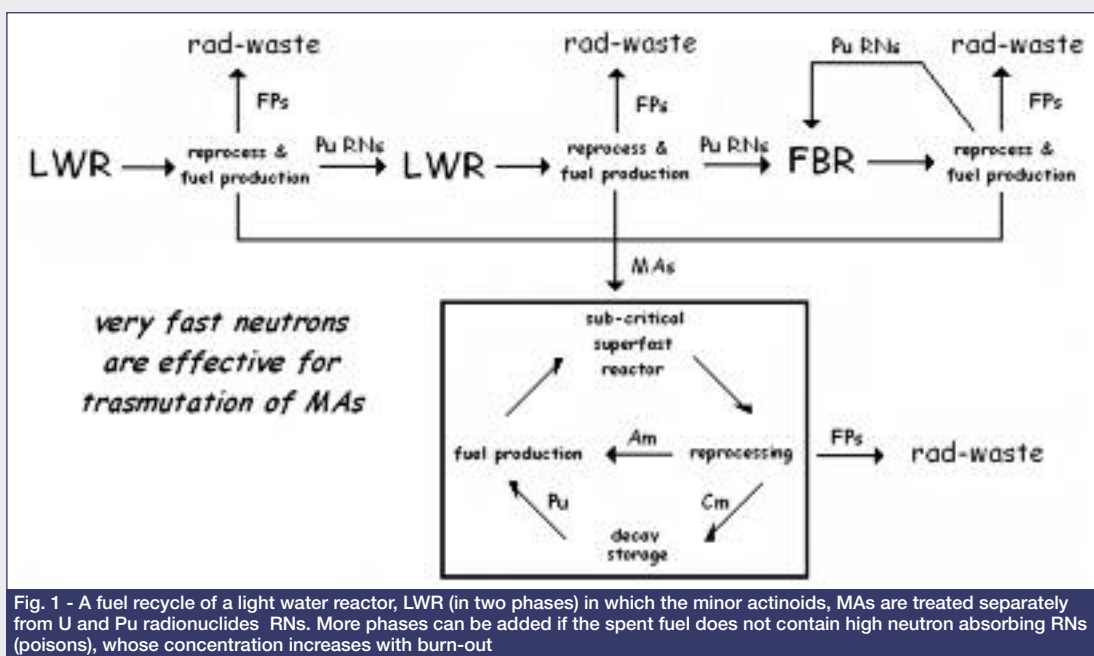 rad-waste
rad-waste
Pu RNs
rad-waste
FPs
FPs
FPs
LWR
reprocess &
fuel production
Pu RNs
LWR
reprocess &
fuel production
Pu RNs
FBR
reprocess &
fuel production
MAs
very fast neutrons
are effective for
trasmutation of MAs
sub-critical
superfast
reactor
fuel production
Am
reprocessing
FPs
rad-waste
Pu
Cm
decay
storage
Fig. 1 - A fuel recycle of a light water reactor, LWR (in two phases) in which the minor actinoids, MAs are treated separately
from U and Pu radionuclides RNs. More phases can be added if the spent fuel does not contain high neutron absorbing RNs
(poisons), whose concentration increases with burn-out